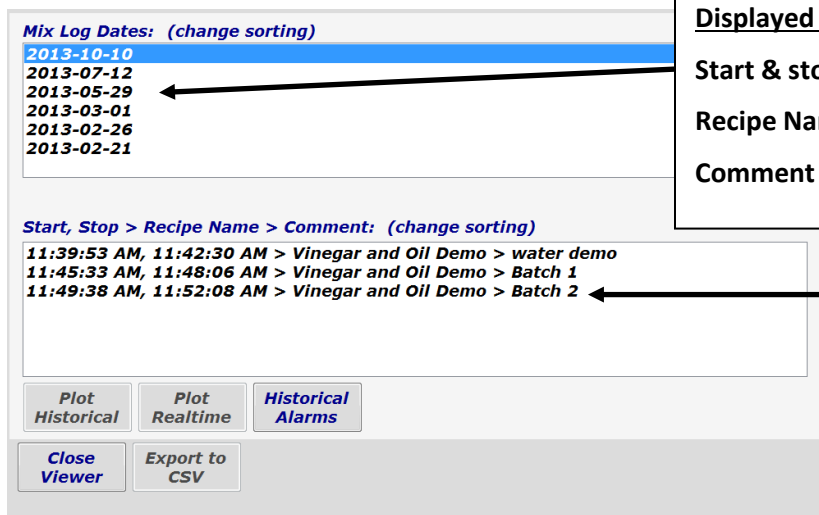 Mix Log Dates: (change sorting)
2013-10-10
2013-07-12
2013-05-29
2013-03-01
2013-02-26
2013-02-21
Displayed
Start &
Recipe
Comment
Start, Stop > Recipe Name > Comment: (change sorting)
11:39:53 AM, 11:42:30 AM > Vinegar and Oil Demo > water demo
11:45:33 AM, 11:48:06 AM > Vinegar and Oil Demo > Batch 1
11:49:38 AM, 11:52:08 AM > Vinegar and Oil Demo > Batch 2
Plot Historical
Plot Realtime
Historical Alarms
Close Viewer
Export to CSV